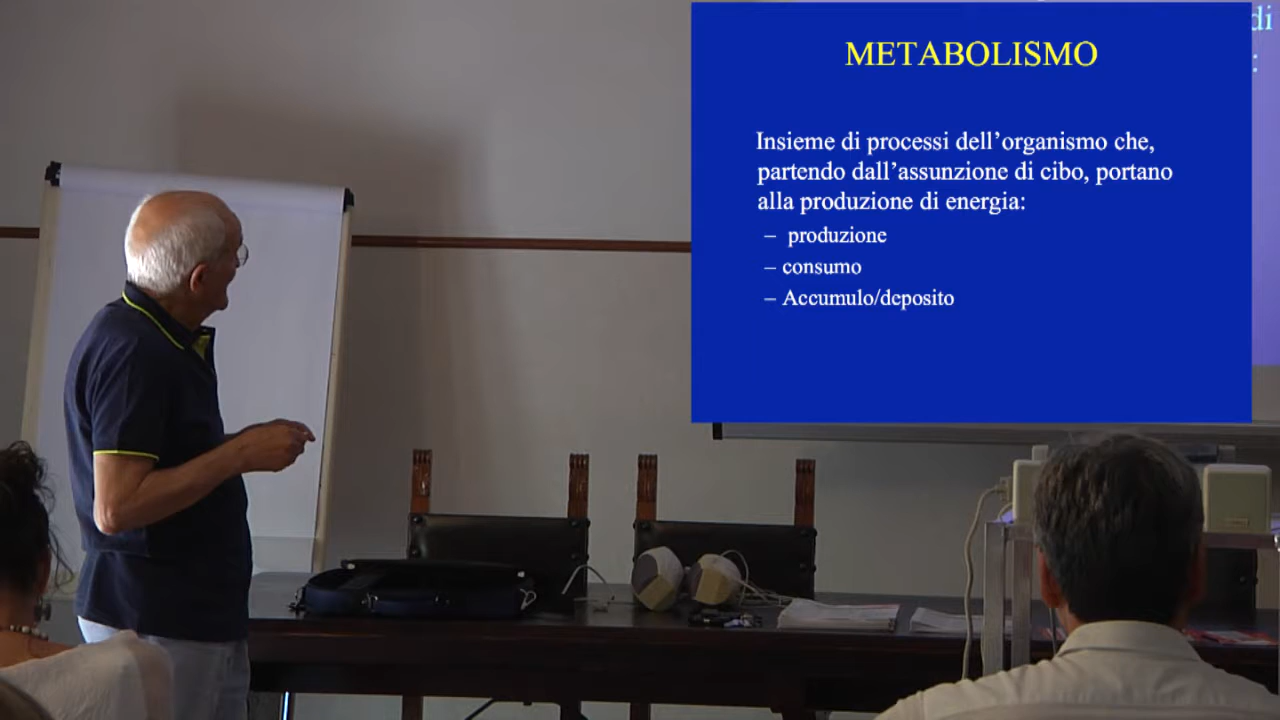 di
:
METABOLISMO
Insieme di processi dell’organismo che,
partendo dall’assunzione di cibo, portano
alla produzione di energia:
– produzione
– consumo
– Accumulo/deposito